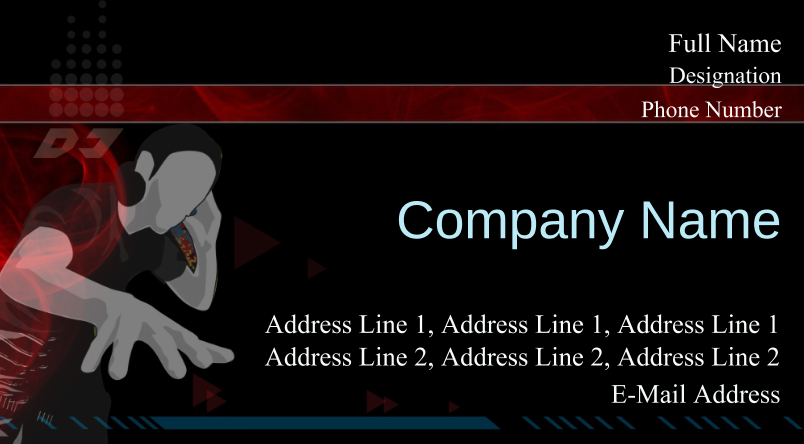 Full Name
Designation
Phone Number
DJ
Company Name
Address Line 1, Address Line 1, Address Line 1
Address Line 2, Address Line 2, Address Line 2
E-Mail Address